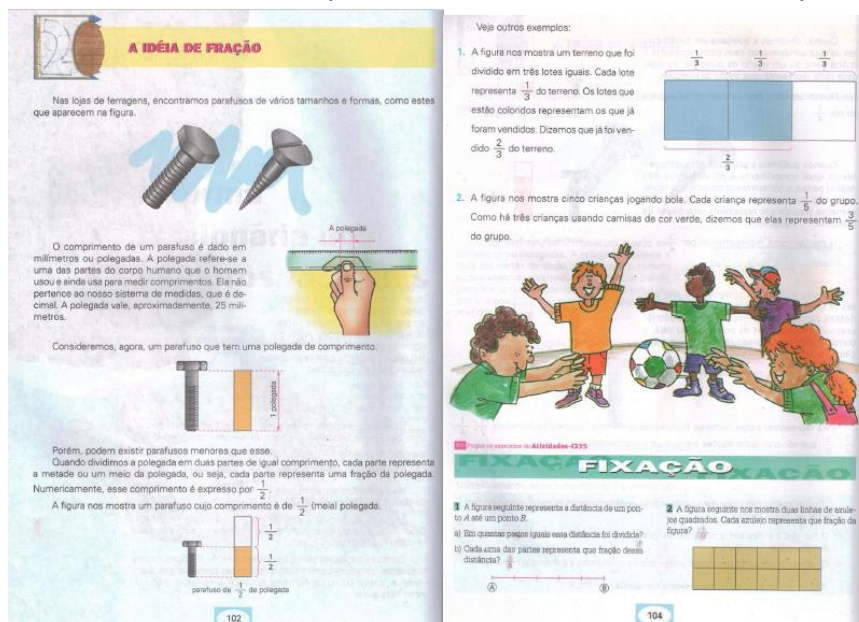 A IDÉIA DE FRAÇÃO
Nas lojas de ferragens, encontramos parafusos de vários tamanhos e formas, como estes
que aparecem na figura.
A polegada
O comprimento de um parafuso é dado em
milímetros ou polegadas. A polegada refere-se a
uma das partes do corpo humano que o homem
usou e ainda usa para medir comprimentos. Ela não
pertence ao nosso sistema de medidas, que é de-
cimal. A polegada vale, aproximadamente, 25 milí-
metros.
Consideremos, agora, um parafuso que tem uma polegada de comprimento.
1 polegada
Porém, podem existir parafusos menores que esse.
Quando dividimos a polegada em duas partes de igual comprimento, cada parte representa
a metade ou um meio da polegada, ou seja, cada parte representa uma fração da polegada.
Numericamente, esse comprimento é expresso por 1/2.
A figura nos mostra um parafuso cujo comprimento é de 1/2 (meia) polegada.
1/2
1/2
parafuso de 1/2 de polegada
102
Veja outros exemplos:
1. A figura nos mostra um terreno que foi
dividido em três lotes iguais. Cada lote
representa 1/3 do terreno. Os lotes que
estão coloridos representam os que já
foram vendidos. Dizemos que já foi ven-
dido 2/3 do terreno.
1/3 1/3 1/3
2/3
2. A figura nos mostra cinco crianças jogando bola. Cada criança representa 1/5 do grupo.
Como há três crianças usando camisas de cor verde, dizemos que elas representam 3/5
do grupo.
os exercícios de Atividades-
FIXAÇÃO
1 A figura seguinte representa a distância de um pon-
to A até um ponto B.
a) Em quantas partes iguais essa distância foi dividida?
b) Cada uma das partes representa que fração dessa
distância?
A B
2 A figura seguinte nos mostra duas linhas de azule-
jos quadrados. Cada azulejo representa que fração da
figura?
104